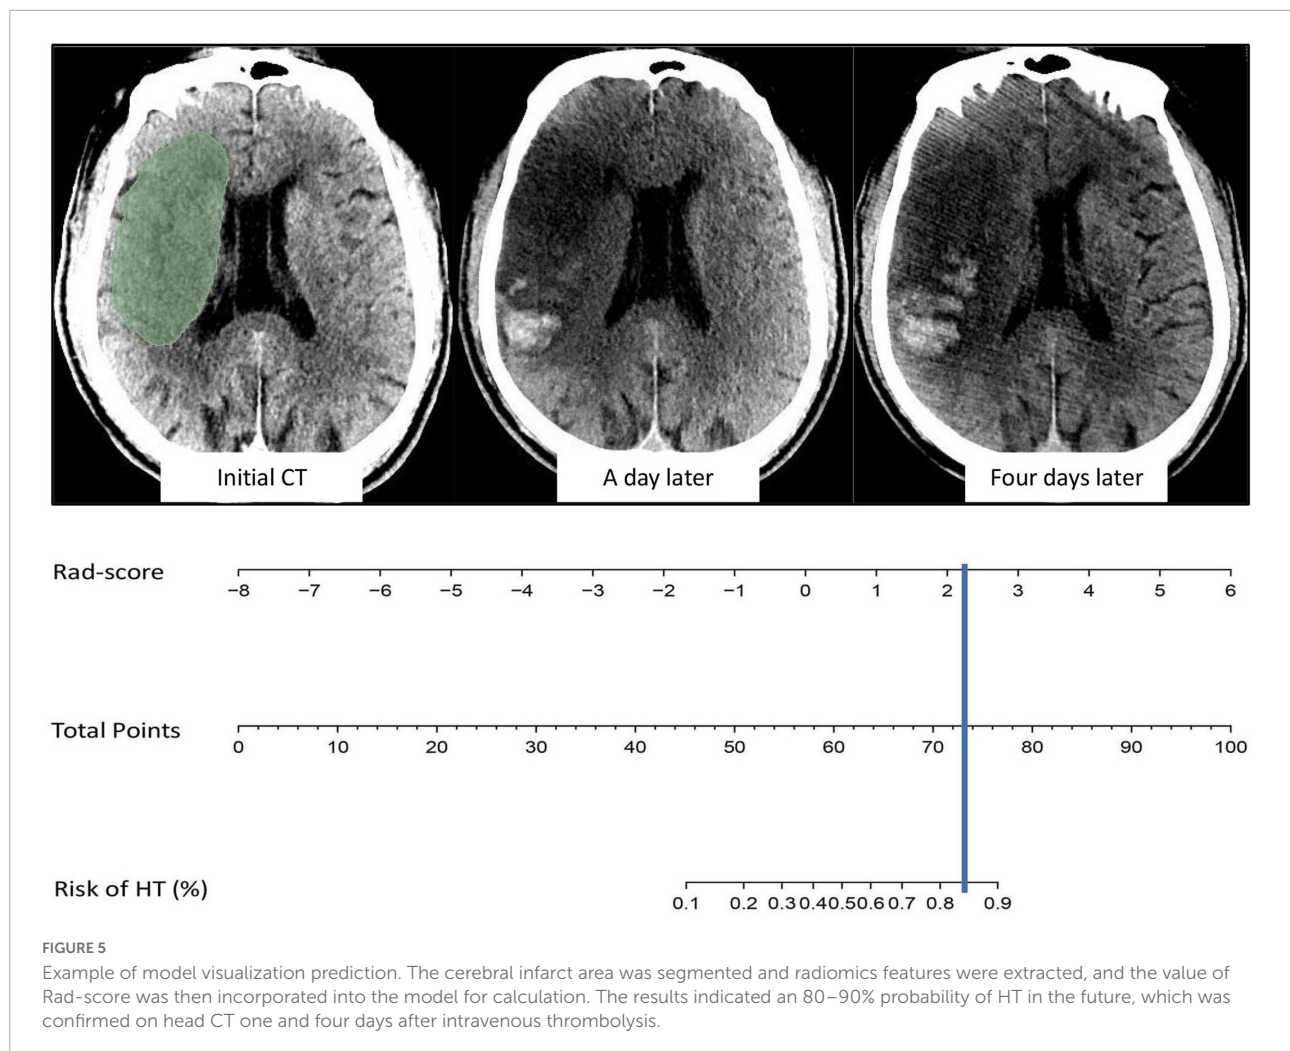 Initial CT
A day later
Four days later
Rad-score
−8 −7 −6 −5 −4 −3 −2 −1 0 1 2 3 4 5 6
Total Points
0 10 20 30 40 50 60 70 80 90 100
Risk of HT (%)
0.1 0.2 0.3 0.4 0.5 0.6 0.7 0.8 0.9
FIGURE 5
Example of model visualization prediction. The cerebral infarct area was segmented and radiomics features were extracted, and the value of
Rad-score was then incorporated into the model for calculation. The results indicated an 80–90% probability of HT in the future, which was
confirmed on head CT one and four days after intravenous thrombolysis.